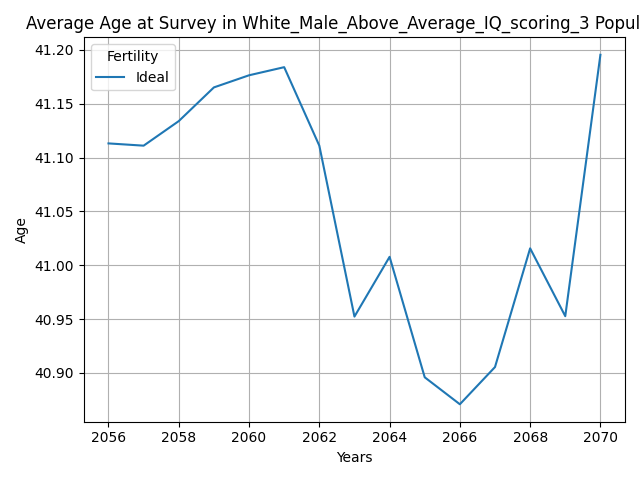 Average Age at Survey in White_Male_Above_Average_IQ_scoring_3 Popul
Fertility
Ideal
41.20
41.15
41.10
41.05
41.00
40.95
40.90
Age
2056 2058 2060 2062 2064 2066 2068 2070
Years